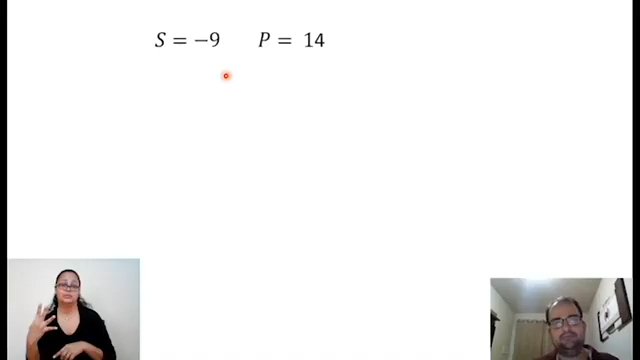 S = −9 P = 14